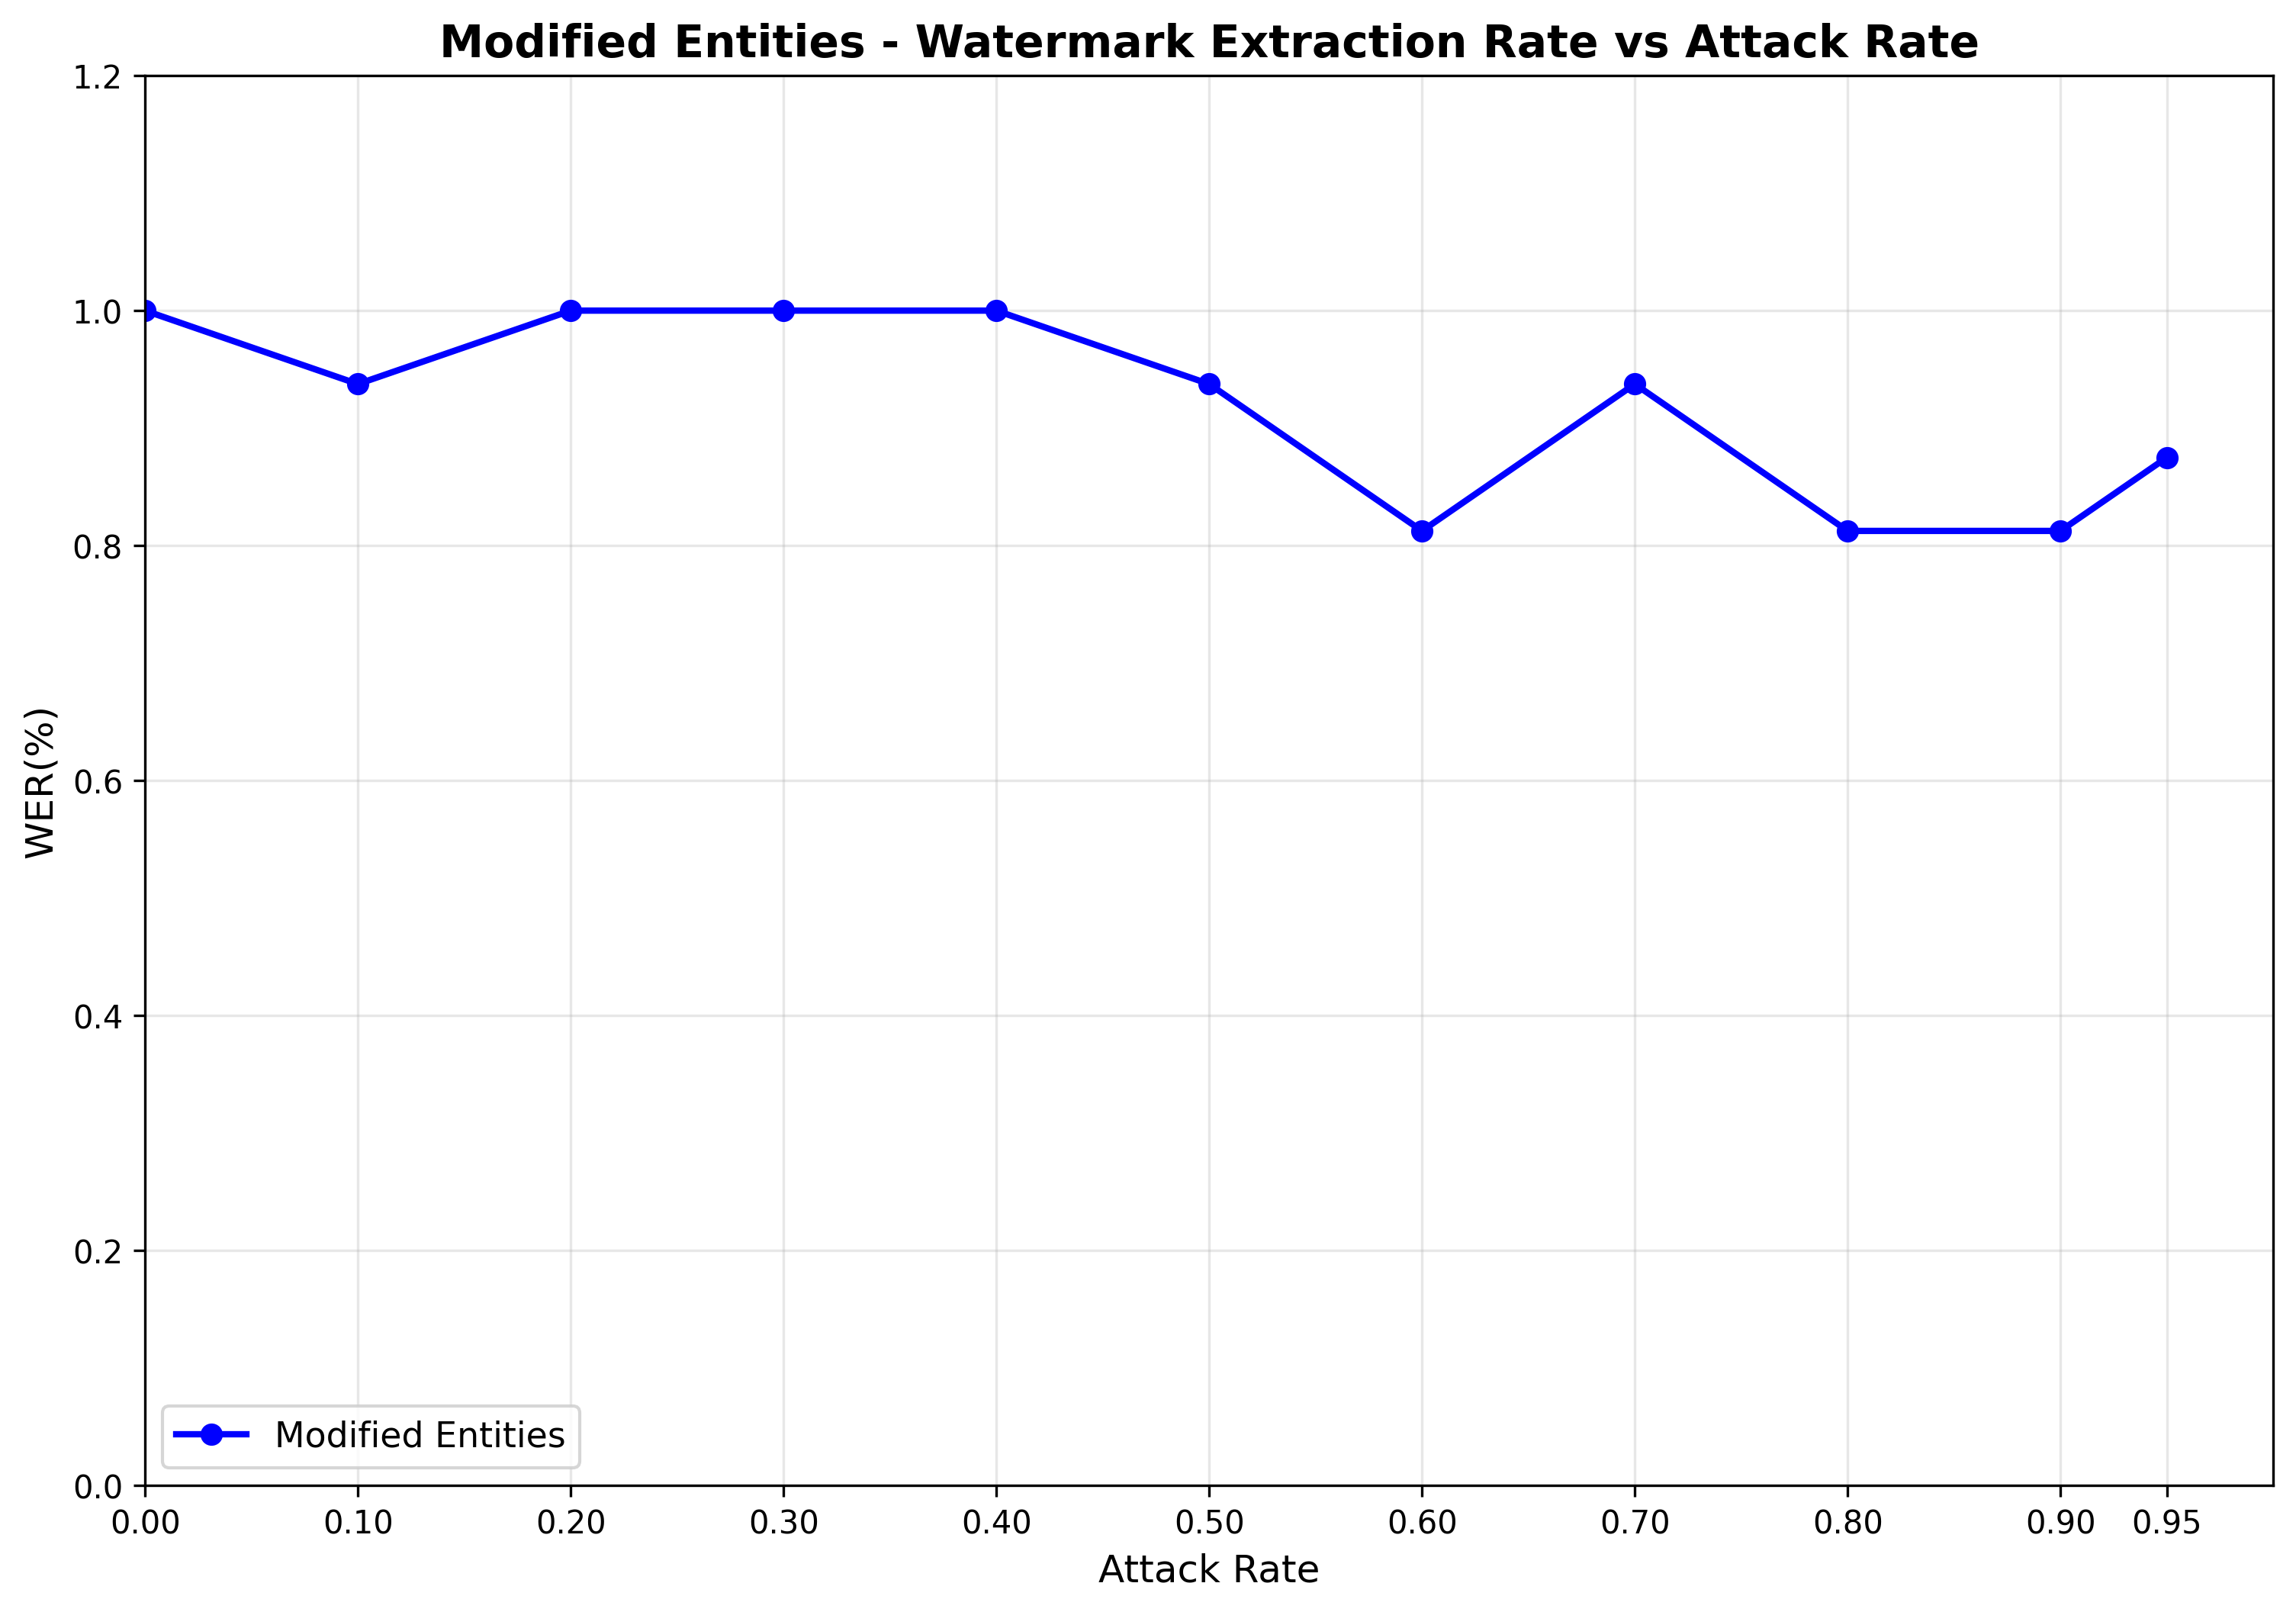 Modified Entities - Watermark Extraction Rate vs Attack Rate
1.2
1.0
0.8
0.6
0.4
0.2
0.0
WER(%)
Modified Entities
0.00 0.10 0.20 0.30 0.40 0.50 0.60 0.70 0.80 0.90 0.95
Attack Rate